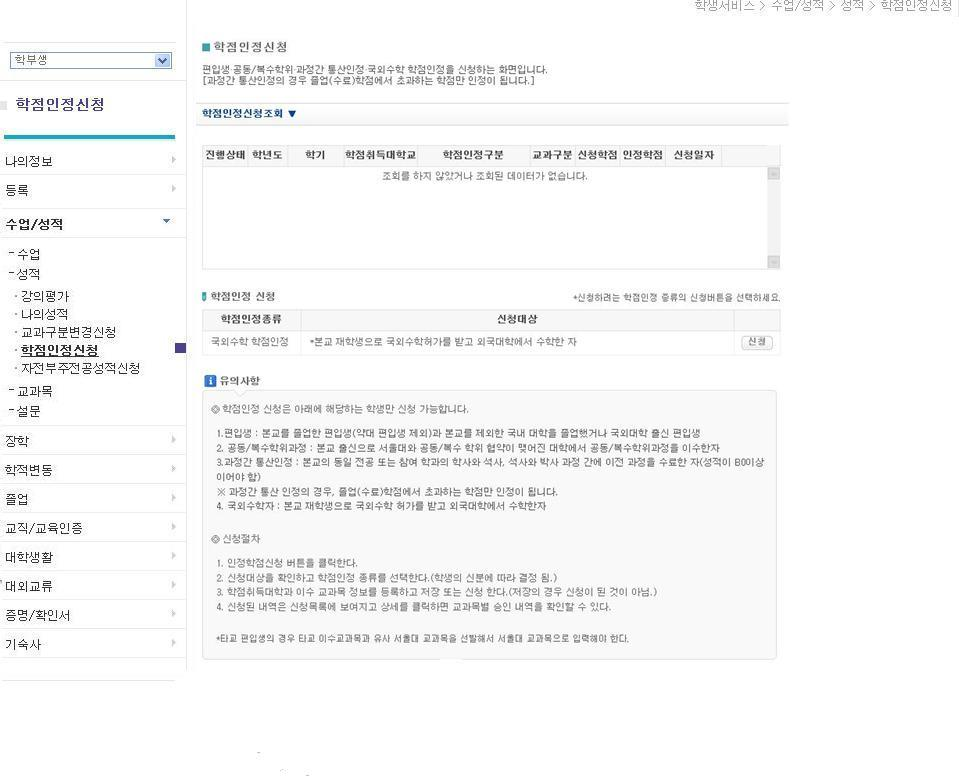 학생서비스 > 수업/성적 > 성적 > 학점인정신청
학부생
학점인정신청
나의정보
등록
수업/성적
- 수업
- 성적
· 강의평가
· 나의성적
· 교과구분변경신청
· 학점인정신청
· 자전부주전공성적신청
- 교과목
- 설문
장학
학적변동
졸업
교직/교육인증
대학생활
대외교류
증명/확인서
기숙사
학점인정신청
편입생·공동/복수학위·과정간 통산인정·국외수학 학점인정을 신청하는 화면입니다.
[과정간 통산인정의 경우 졸업(수료)학점에서 초과하는 학점만 인정이 됩니다.]
학점인정신청조회 ▼
진행상태 학년도 학기 학점취득대학교 학점인정구분 교과구분 신청학점 인정학점 신청일자
조회를 하지 않았거나 조회된 데이터가 없습니다.
학점인정 신청 *신청하려는 학점인정 종류의 신청버튼을 선택하세요.
학점인정종류 신청대상
국외수학 학점인정 *본교 재학생으로 국외수학허가를 받고 외국대학에서 수학한 자 신청
유의사항
◎ 학점인정 신청은 아래에 해당하는 학생만 신청 가능합니다.
1.편입생 : 본교를 졸업한 편입생(약대 편입생 제외)과 본교를 제외한 국내 대학을 졸업했거나 국외대학 출신 편입생
2. 공동/복수학위과정 : 본교 출신으로 서울대와 공동/복수 학위 협약이 맺어진 대학에서 공동/복수학위과정을 이수한자
3.과정간 통산인정 : 본교의 동일 전공 또는 참여 학과의 학사와 석사, 석사와 박사 과정 간에 이전 과정을 수료한 자(성적이 B0이상
이어야 함)
※ 과정간 통산 인정의 경우, 졸업(수료)학점에서 초과하는 학점만 인정이 됩니다.
4. 국외수학자 : 본교 재학생으로 국외수학 허가를 받고 외국대학에서 수학한자
◎ 신청절차
1. 인정학점신청 버튼을 클릭한다.
2. 신청대상을 확인하고 학점인정 종류를 선택한다.(학생의 신분에 따라 결정 됨.)
3. 학점취득대학과 이수 교과목 정보를 등록하고 저장 또는 신청 한다.(저장의 경우 신청이 된 것이 아님.)
4. 신청된 내역은 신청목록에 보여지고 상세를 클릭하면 교과목별 승인 내역을 확인할 수 있다.
*타교 편입생의 경우 타교 이수교과목과 유사 서울대 교과목을 선발해서 서울대 교과목으로 입력해야 한다.